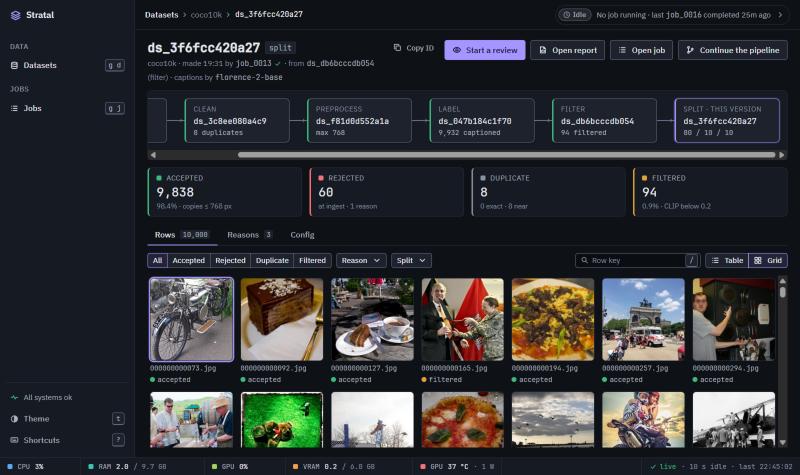 Stratal
DATA
Datasets
g d
JOBS
Jobs
g j
All systems ok
Theme
t
Shortcuts
?
Datasets › coco10k › ds_3f6fcc420a27
Idle No job running · last job_0016 completed 25m ago
ds_3f6fcc420a27 split
coco10k · made 19:31 by job_0013 ✓ · from ds_db6bcccdb054
(filter) · captions by florence-2-base
Copy ID
Start a review
Open report
Open job
Continue the pipeline
CLEAN
ds_3c8ee080a4c9
8 duplicates
PREPROCESS
ds_f81d0d552a1a
max 768
LABEL
ds_047b184c1f70
9,932 captioned
FILTER
ds_db6bcccdb054
94 filtered
SPLIT · THIS VERSION
ds_3f6fcc420a27
80 / 10 / 10
ACCEPTED
9,838
98.4% · copies ≤ 768 px
REJECTED
60
at ingest · 1 reason
DUPLICATE
8
0 exact · 8 near
FILTERED
94
0.9% · CLIP below 0.2
Rows 10,000
Reasons 3
Config
All Accepted Rejected Duplicate Filtered
Reason
Split
Row key /
Table
Grid
000000000073.jpg
accepted
000000000092.jpg
accepted
000000000127.jpg
accepted
000000000165.jpg
filtered
000000000194.jpg
accepted
000000000257.jpg
accepted
000000000294.jpg
accepted
CPU 3%
RAM 2.0 / 9.7 GB
GPU 0%
VRAM 0.2 / 6.0 GB
GPU 37 °C · 1 W
✓ live · 10 s idle · last 22:45:02